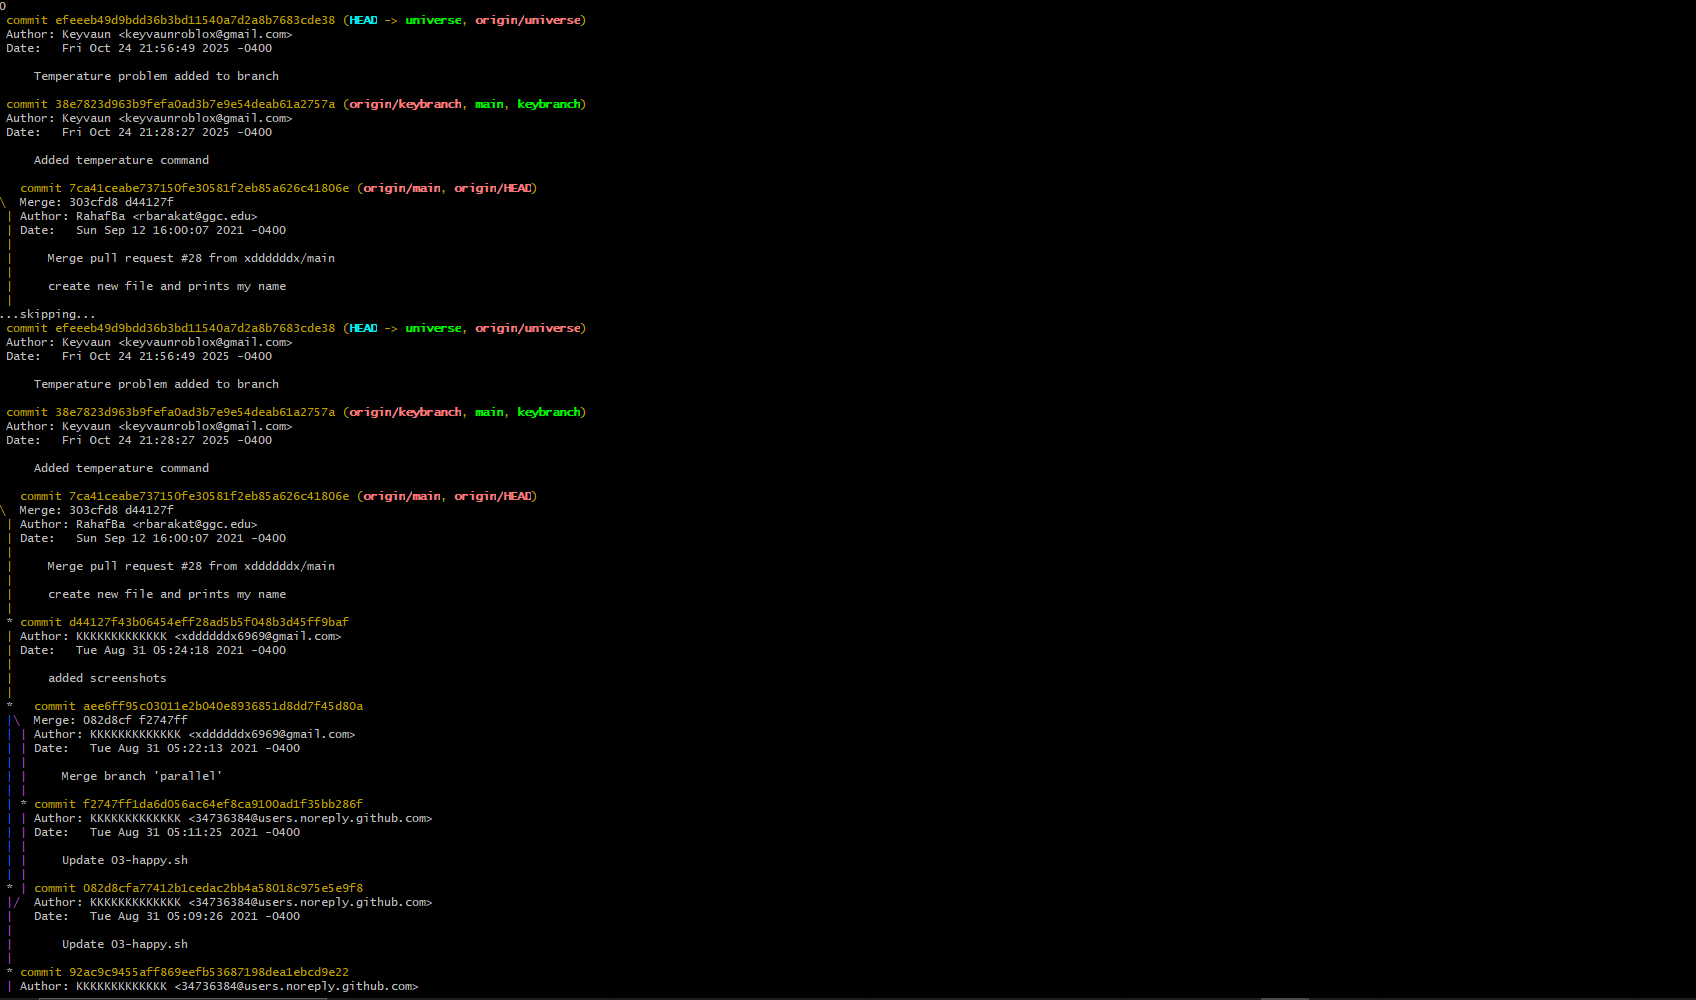 0
commit efeeeb49d9bdd36b3bd11540a7d2a8b7683cde38 (HEAD -> universe, origin/universe)
Author: Keyvaun <keyvaunroblox@gmail.com>
Date:   Fri Oct 24 21:56:49 2025 -0400
Temperature problem added to branch
commit 38e7823d963b9fefa0ad3b7e9e54deab61a2757a (origin/keybranch, main, keybranch)
Author: Keyvaun <keyvaunroblox@gmail.com>
Date:   Fri Oct 24 21:28:27 2025 -0400
Added temperature command
commit 7ca41ceabe737150fe30581f2eb85a626c41806e (origin/main, origin/HEAD)
\  Merge: 303cfd8 d44127f
| Author: RahafBa <rbarakat@ggc.edu>
| Date:   Sun Sep 12 16:00:07 2021 -0400
|
|     Merge pull request #28 from xddddddx/main
|
|     create new file and prints my name
|
...skipping...
commit efeeeb49d9bdd36b3bd11540a7d2a8b7683cde38 (HEAD -> universe, origin/universe)
Author: Keyvaun <keyvaunroblox@gmail.com>
Date:   Fri Oct 24 21:56:49 2025 -0400
Temperature problem added to branch
commit 38e7823d963b9fefa0ad3b7e9e54deab61a2757a (origin/keybranch, main, keybranch)
Author: Keyvaun <keyvaunroblox@gmail.com>
Date:   Fri Oct 24 21:28:27 2025 -0400
Added temperature command
commit 7ca41ceabe737150fe30581f2eb85a626c41806e (origin/main, origin/HEAD)
\  Merge: 303cfd8 d44127f
| Author: RahafBa <rbarakat@ggc.edu>
| Date:   Sun Sep 12 16:00:07 2021 -0400
|
|     Merge pull request #28 from xddddddx/main
|
|     create new file and prints my name
|
* commit d44127f43b06454eff28ad5b5f048b3d45ff9baf
| Author: KKKKKKKKKKKKK <xddddddx6969@gmail.com>
| Date:   Tue Aug 31 05:24:18 2021 -0400
|
|     added screenshots
|
*   commit aee6ff95c03011e2b040e8936851d8dd7f45d80a
|\  Merge: 082d8cf f2747ff
| | Author: KKKKKKKKKKKKK <xddddddx6969@gmail.com>
| | Date:   Tue Aug 31 05:22:13 2021 -0400
| |
| |     Merge branch 'parallel'
| |
| * commit f2747ff1da6d056ac64ef8ca9100ad1f35bb286f
| | Author: KKKKKKKKKKKKK <34736384@users.noreply.github.com>
| | Date:   Tue Aug 31 05:11:25 2021 -0400
| |
| |     Update 03-happy.sh
| |
* | commit 082d8cfa77412b1cedac2bb4a58018c975e5e9f8
|/  Author: KKKKKKKKKKKKK <34736384@users.noreply.github.com>
|   Date:   Tue Aug 31 05:09:26 2021 -0400
|
|       Update 03-happy.sh
|
* commit 92ac9c9455aff869eefb53687198dea1ebcd9e22
| Author: KKKKKKKKKKKKK <34736384@users.noreply.github.com>